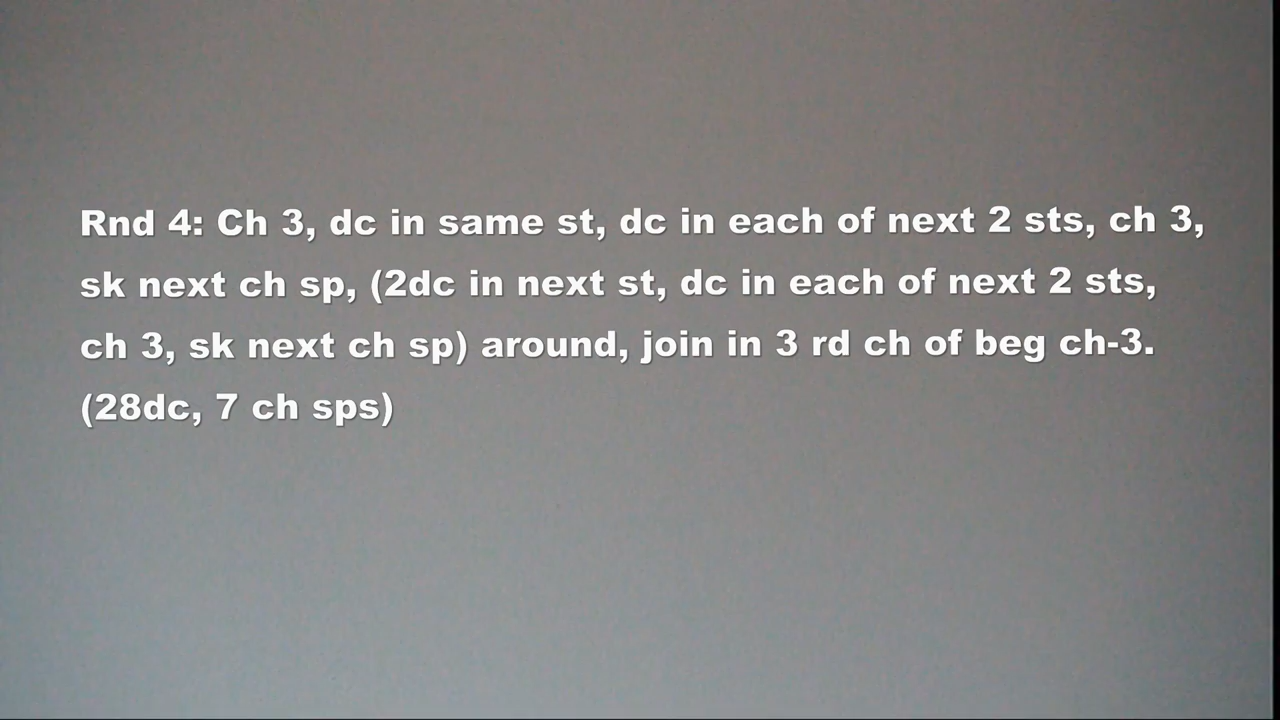 Rnd 4: Ch 3, dc in same st, dc in each of next 2 sts, ch 3,
sk next ch sp, (2dc in next st, dc in each of next 2 sts,
ch 3, sk next ch sp) around, join in 3 rd ch of beg ch-3.
(28dc, 7 ch sps)